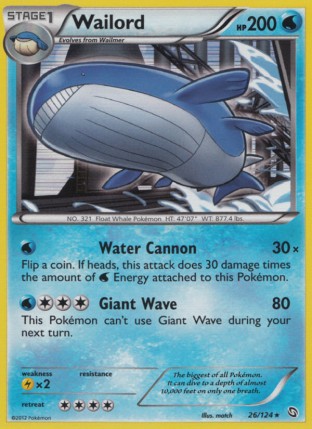 STAGE1
Wailord
HP200
Evolves from Wailmer
NO. 321 Float Whale Pokémon HT: 47'07" WT: 877.4 lbs.
Water Cannon 30×
Flip a coin. If heads, this attack does 30 damage times
the amount of Energy attached to this Pokémon.
Giant Wave 80
This Pokémon can't use Giant Wave during your
next turn.
weakness resistance
×2
retreat
The biggest of all Pokémon.
It can dive to a depth of almost
10,000 feet on only one breath.
©2012 Pokémon
Illus. match
26/124 ★